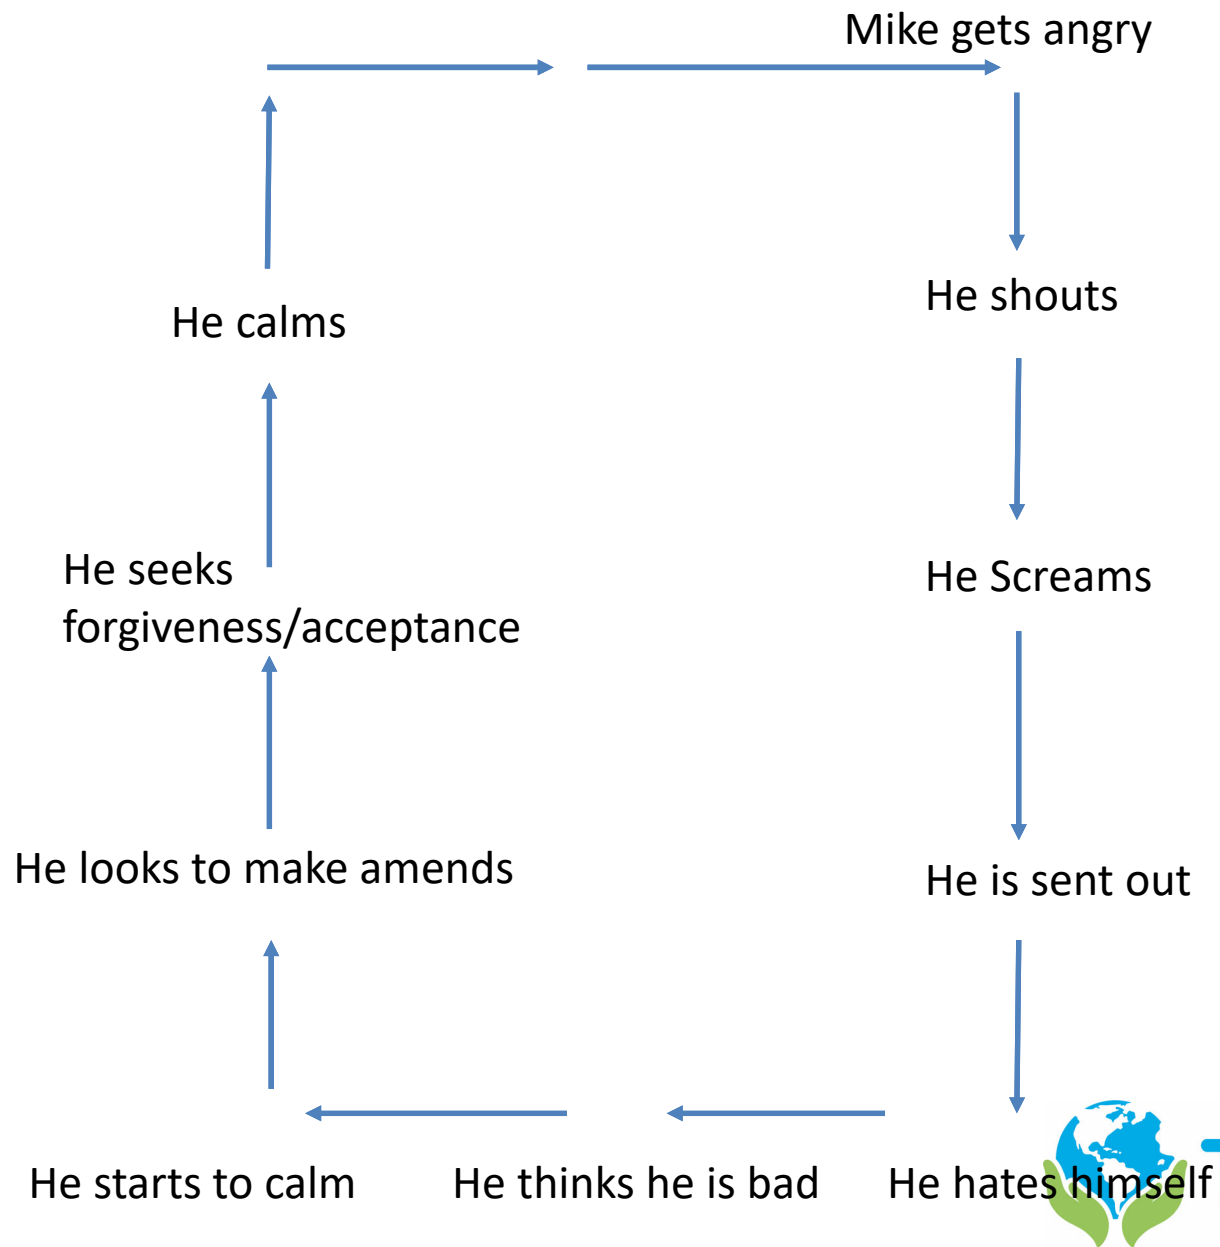 Mike gets angry
He shouts
He Screams
He is sent out
He hates himself
He thinks he is bad
He starts to calm
He looks to make amends
He seeks
forgiveness/acceptance
He calms